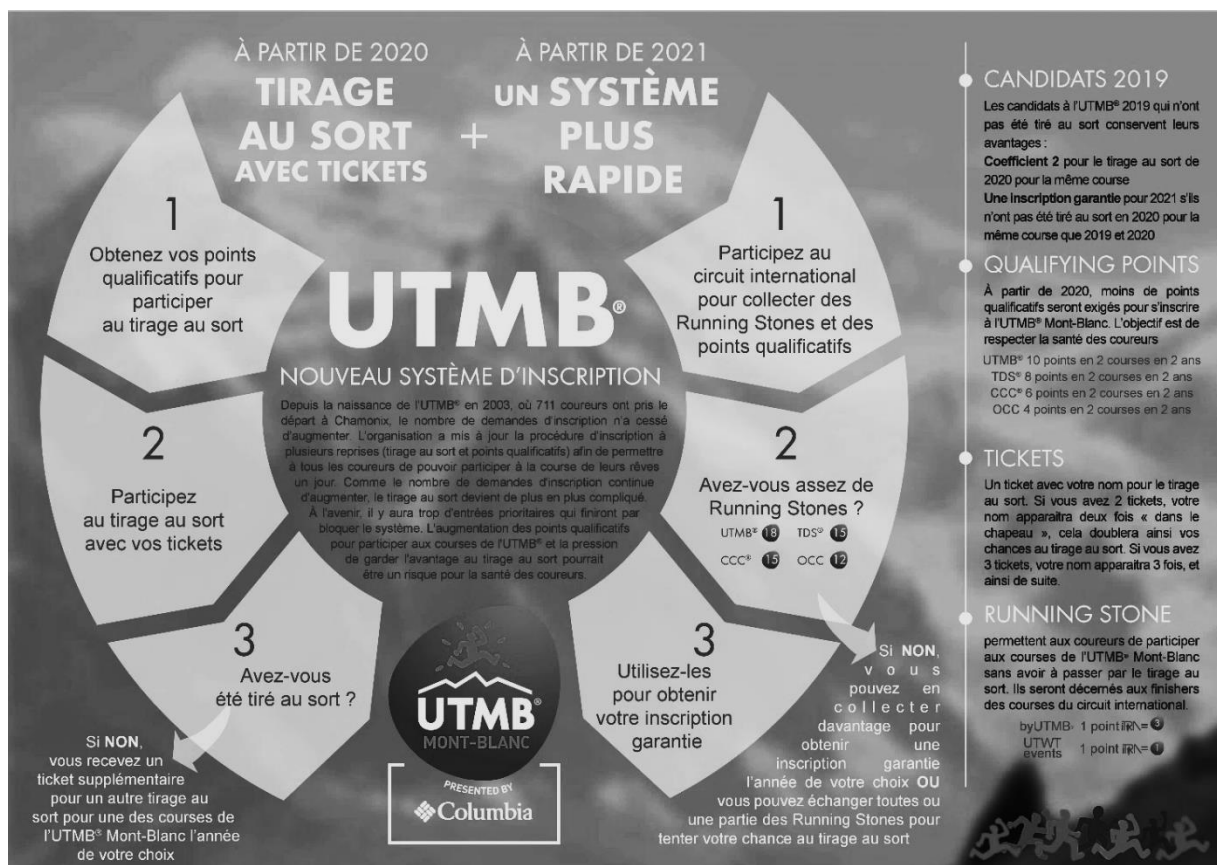 À PARTIR DE 2020
TIRAGE
AU SORT
AVEC TICKETS
+
À PARTIR DE 2021
UN SYSTÈME
PLUS
RAPIDE
1
Obtenez vos points
qualificatifs pour
participer
au tirage au sort
2
Participez
au tirage au sort
avec vos tickets
3
Avez-vous
été tiré au sort ?
Si NON,
vous recevez un
ticket supplémentaire
pour un autre tirage au
sort pour une des courses de
l'UTMB® Mont-Blanc l'année
de votre choix
UTMB®
NOUVEAU SYSTÈME D'INSCRIPTION
Depuis la naissance de l'UTMB® en 2003, où 711 coureurs ont pris le
départ à Chamonix, le nombre de demandes d'inscription n'a cessé
d'augmenter. L'organisation a mis à jour la procédure d'inscription à
plusieurs reprises (tirage au sort et points qualificatifs) afin de permettre
à tous les coureurs de pouvoir participer à la course de leurs rêves
un jour. Comme le nombre de demandes d'inscription continue
d'augmenter, le tirage au sort devient de plus en plus compliqué.
À l'avenir, il y aura trop d'entrées prioritaires qui finiront par
bloquer le système. L'augmentation des points qualificatifs
pour participer aux courses de l'UTMB® et la pression
de garder l'avantage au tirage au sort pourrait
être un risque pour la santé des coureurs.
UTMB®
MONT-BLANC
PRESENTED BY
Columbia
1
Participez au
circuit international
pour collecter des
Running Stones et des
points qualificatifs
2
Avez-vous assez de
Running Stones ?
UTMB® 18 TDS® 15
CCC® 15 OCC 12
3
Utilisez-les
pour obtenir
votre inscription
garantie
Si NON,
vous
pouvez en
collecter
davantage pour
obtenir une
inscription garantie
l'année de votre choix OU
vous pouvez échanger toutes ou
une partie des Running Stones pour
tenter votre chance au tirage au sort
CANDIDATS 2019
Les candidats à l'UTMB® 2019 qui n'ont
pas été tiré au sort conservent leurs
avantages :
Coefficient 2 pour le tirage au sort de
2020 pour la même course
Une inscription garantie pour 2021 s'ils
n'ont pas été tiré au sort en 2020 pour la
même course que 2019 et 2020
QUALIFYING POINTS
À partir de 2020, moins de points
qualificatifs seront exigés pour s'inscrire
à l'UTMB® Mont-Blanc. L'objectif est de
respecter la santé des coureurs
UTMB® 10 points en 2 courses en 2 ans
TDS® 8 points en 2 courses en 2 ans
CCC® 6 points en 2 courses en 2 ans
OCC 4 points en 2 courses en 2 ans
TICKETS
Un ticket avec votre nom pour le tirage
au sort. Si vous avez 2 tickets, votre
nom apparaitra deux fois « dans le
chapeau », cela doublera ainsi vos
chances au tirage au sort. Si vous avez
3 tickets, votre nom apparaitra 3 fois, et
ainsi de suite.
RUNNING STONE
permettent aux coureurs de participer
aux courses de l'UTMB® Mont-Blanc
sans avoir à passer par le tirage au
sort. Ils seront décernés aux finishers
des courses du circuit international.
byUTMB® 1 point ITRA= 3
UTWT
events 1 point ITRA= 1